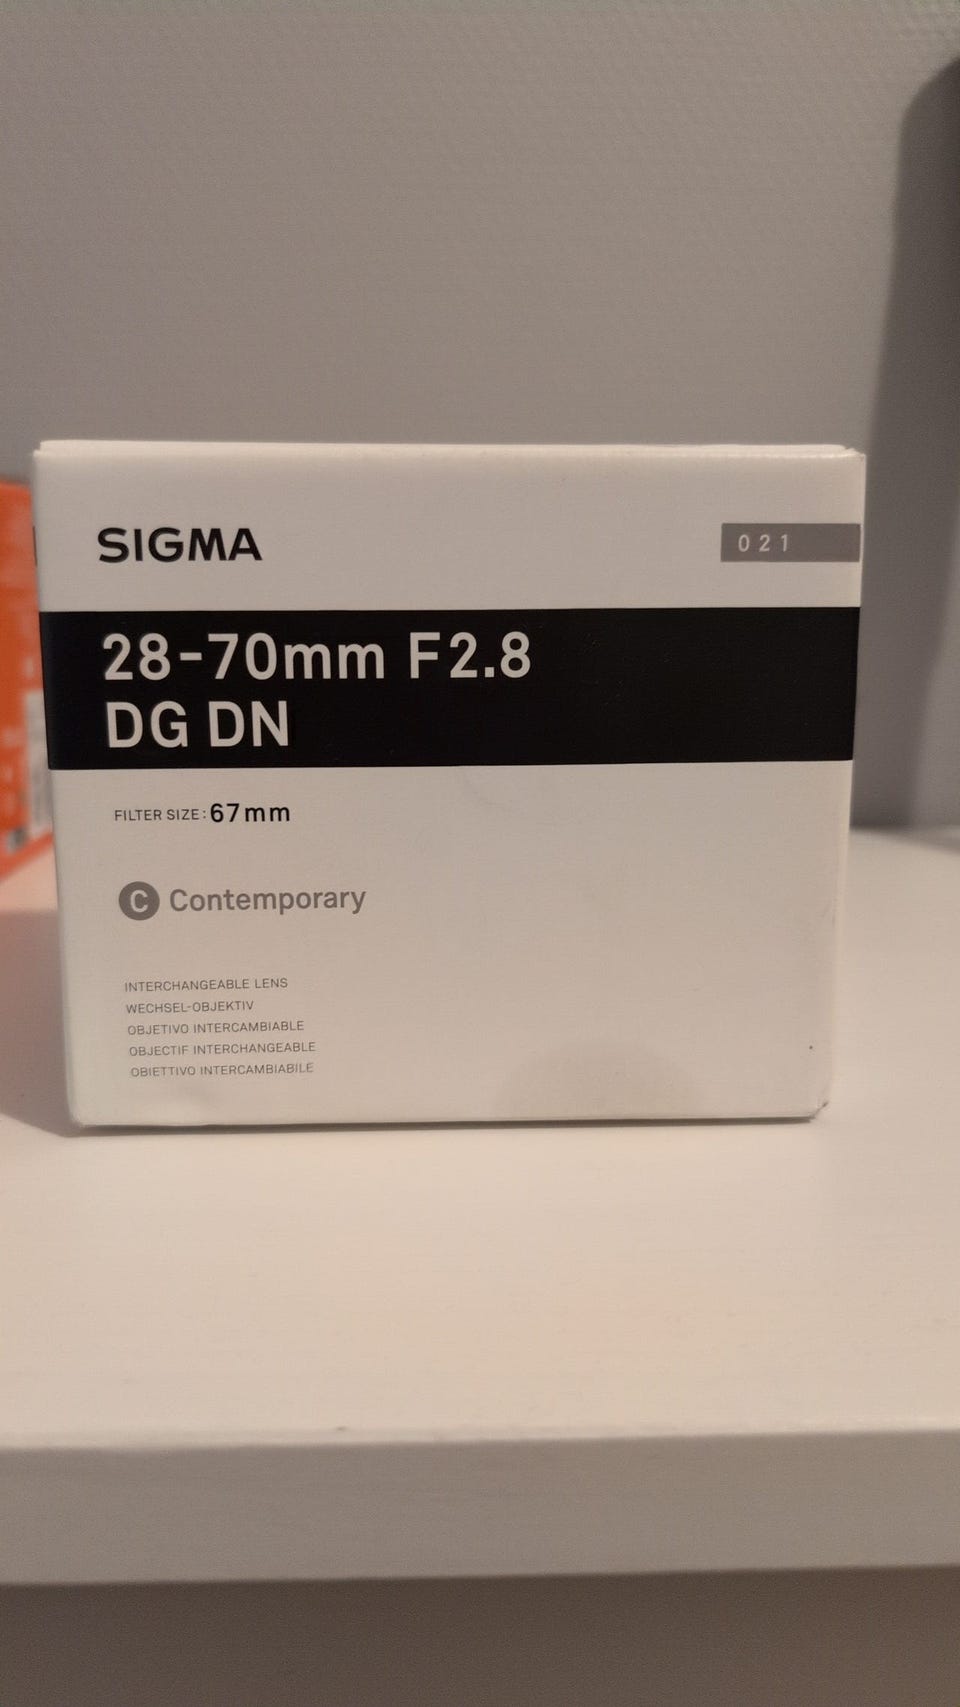 SIGMA
021
28-70mm F2.8
DG DN
FILTER SIZE: 67mm
C Contemporary
INTERCHANGEABLE LENS
WECHSEL-OBJEKTIV
OBJETIVO INTERCAMBIABLE
OBJECTIF INTERCHANGEABLE
OBIETTIVO INTERCAMBIABILE